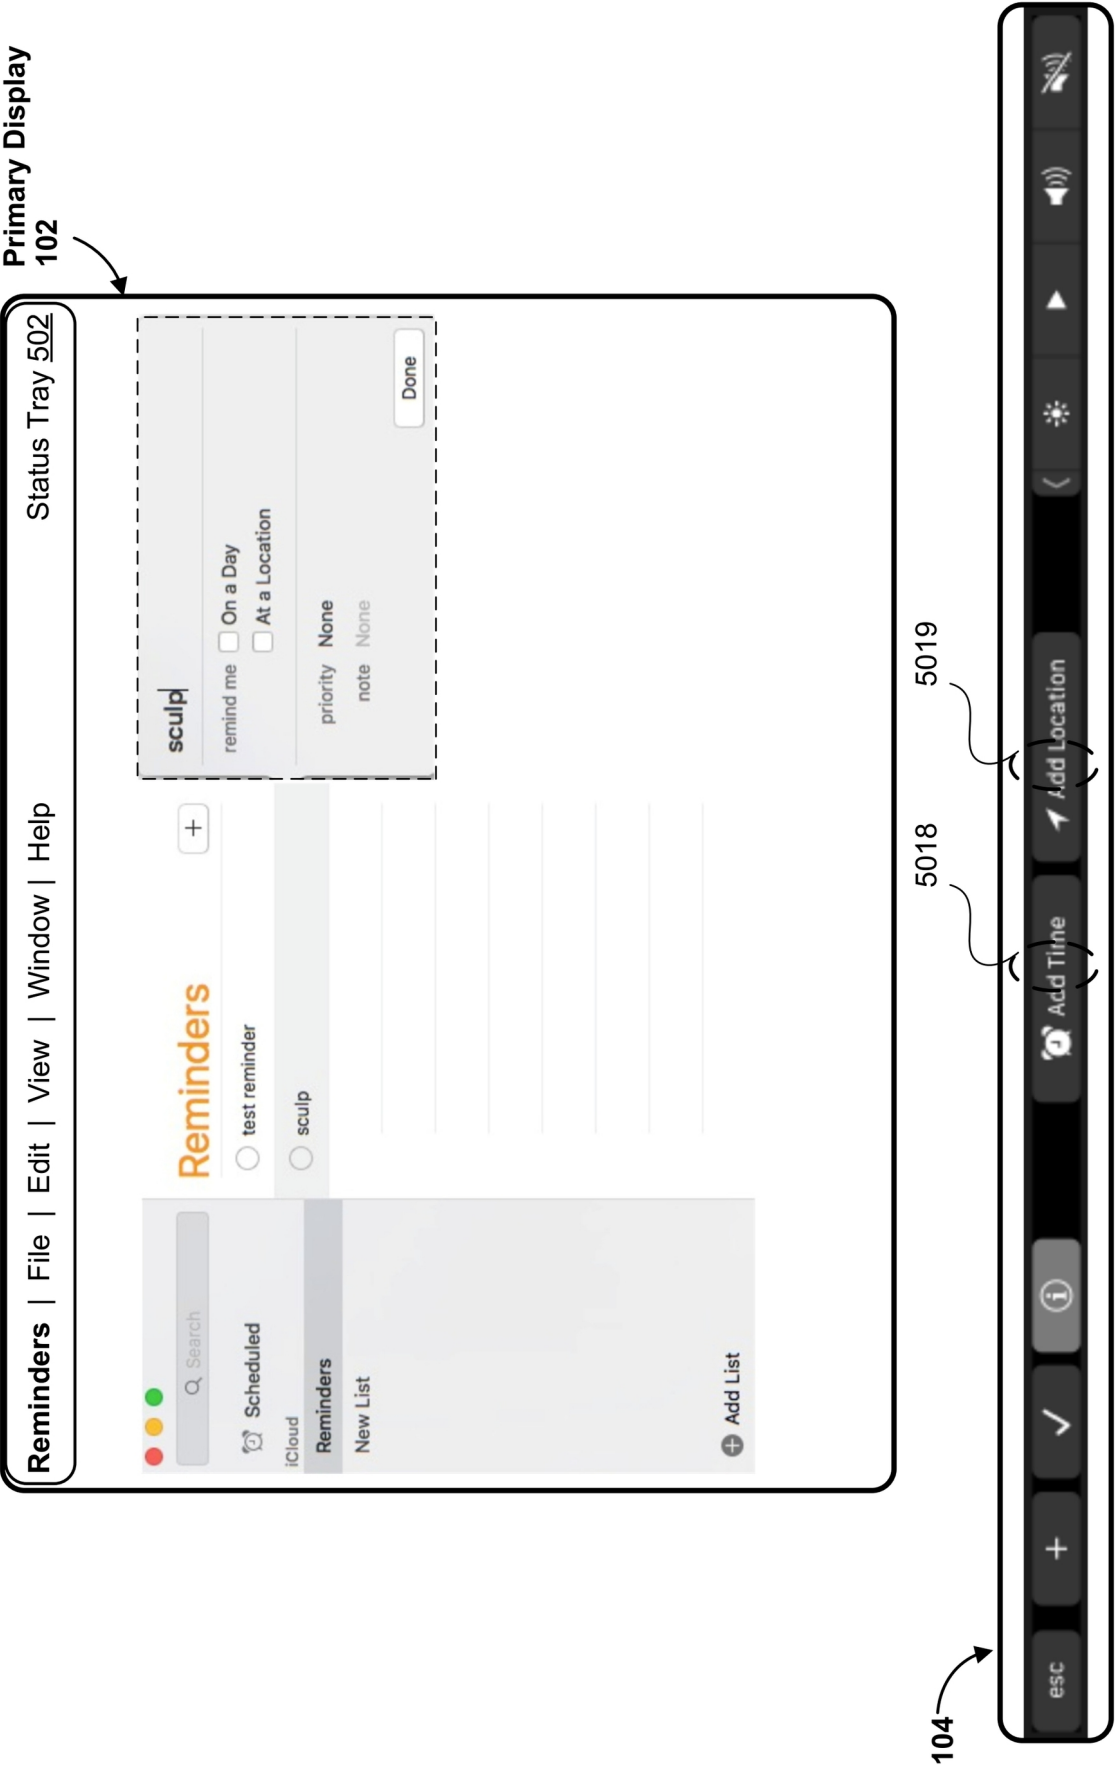 Primary Display
102
Reminders | File | Edit | View | Window | Help
Status Tray 502
Search
Scheduled
iCloud
Reminders
New List
Add List
Reminders
+
test reminder
sculp
sculp
remind me On a Day
At a Location
priority None
note None
Done
5018
5019
104
esc
+
Add Time
Add Location